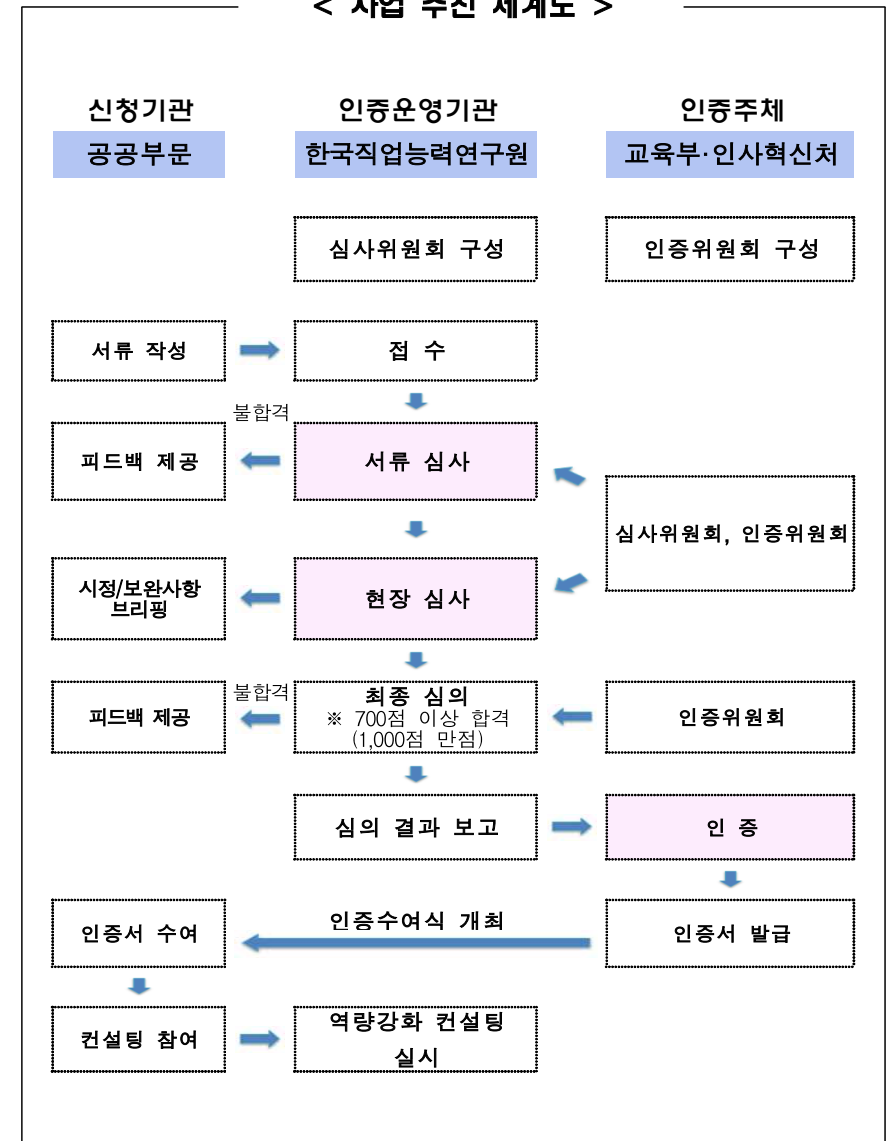 < 사업 추진 체계도 >
신청기관 인증운영기관 인증주체
공공부문 한국직업능력연구원 교육부·인사혁신처
심사위원회 구성 인증위원회 구성
서류 작성 접 수
불합격
피드백 제공 서류 심사
심사위원회, 인증위원회
시정/보완사항
브리핑
현장 심사
불합격
피드백 제공
최종 심의
※ 700점 이상 합격
(1,000점 만점)
인증위원회
심의 결과 보고 인 증
인증서 수여 인증수여식 개최 인증서 발급
컨설팅 참여
역량강화 컨설팅
실시